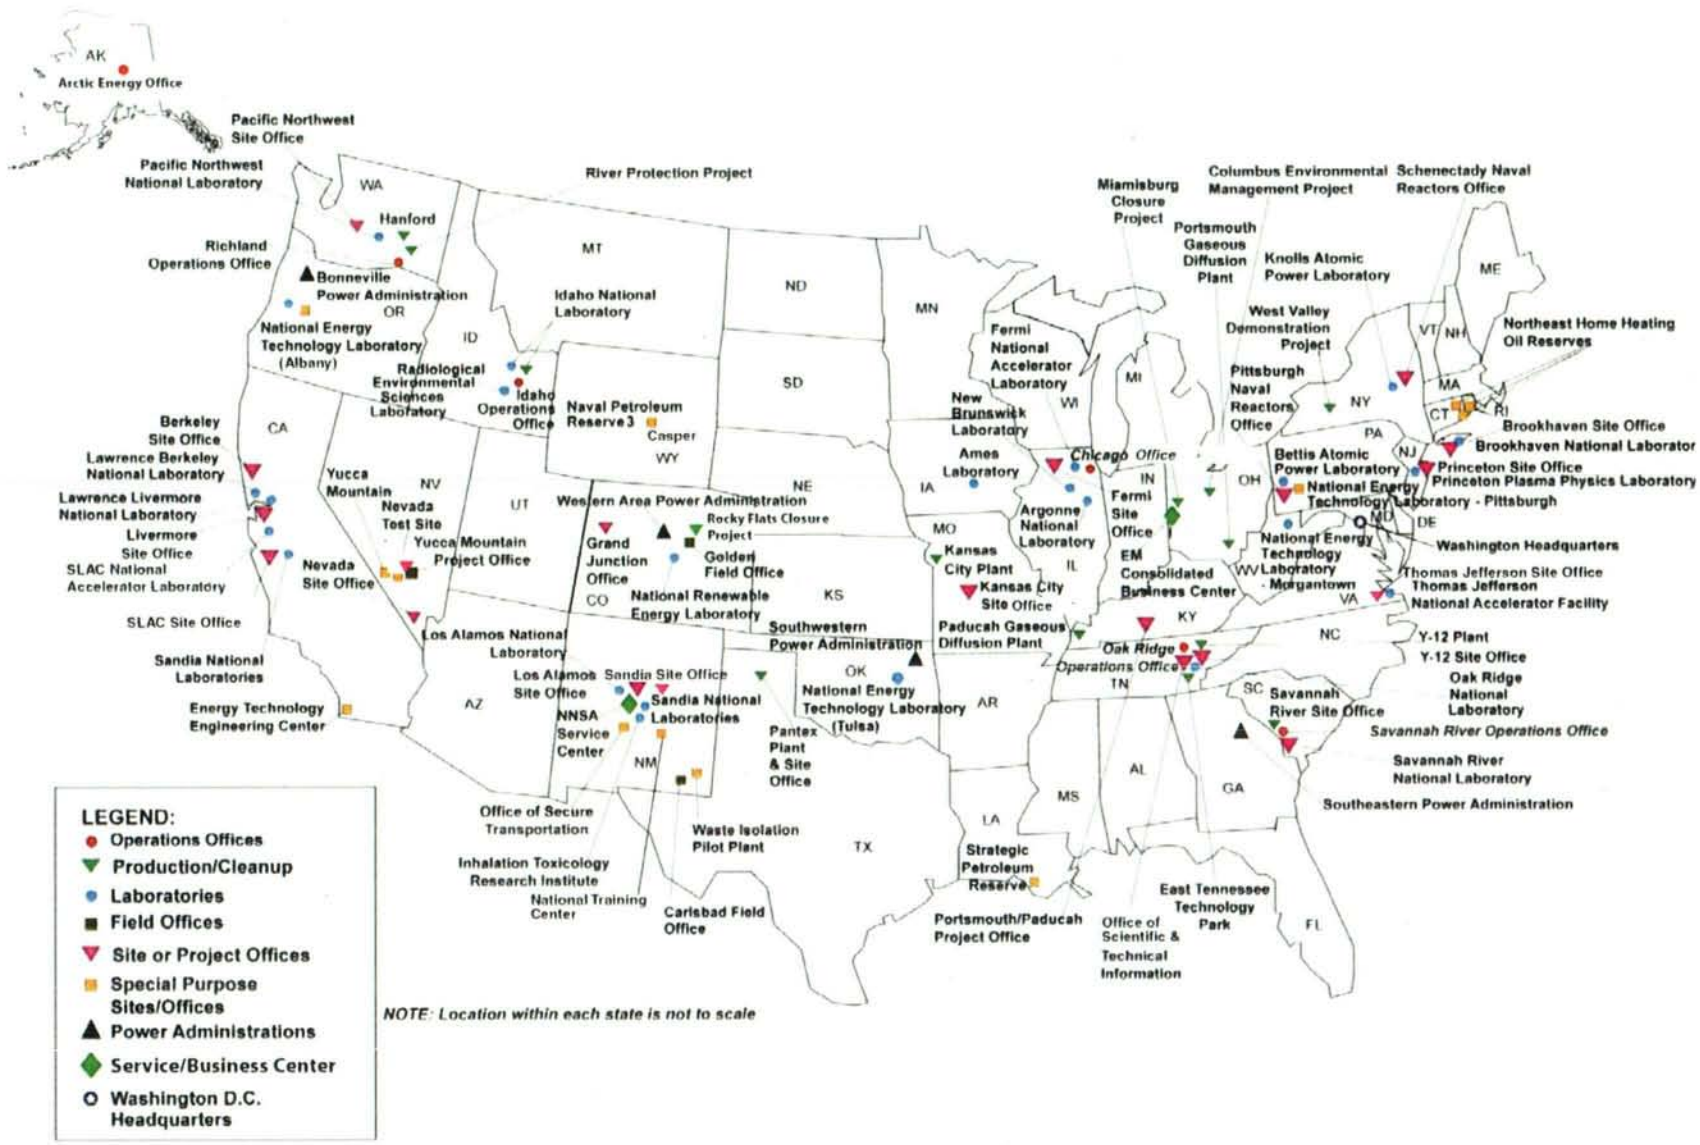 AK
Arctic Energy Office
Pacific Northwest
Site Office
Pacific Northwest
National Laboratory
WA
Hanford
River Protection Project
Richland
Operations Office
Bonneville
Power Administration
OR
National Energy
Technology Laboratory
(Albany)
MT
ID
Idaho National
Laboratory
Radiological
Environmental
Sciences
Laboratory
Idaho
Operations
Office
Naval Petroleum
Reserve 3
Casper
WY
ND
SD
NE
MN
WI
MI
IA
Berkeley
Site Office
Lawrence Berkeley
National Laboratory
Lawrence Livermore
National Laboratory
Livermore
Site Office
SLAC National
Accelerator Laboratory
SLAC Site Office
Sandia National
Laboratories
Energy Technology
Engineering Center
CA
NV
UT
Yucca
Mountain
Nevada
Test Site
Yucca Mountain
Project Office
Nevada
Site Office
Western Area Power Administration
Rocky Flats Closure
Project
Grand
Junction
Office
Golden
Field Office
CO
National Renewable
Energy Laboratory
KS
Southwestern
Power Administration
OK
National Energy
Technology Laboratory
(Tulsa)
Los Alamos National
Laboratory
Los Alamos
Site Office
Sandia Site Office
Sandia National
Laboratories
NNSA
Service
Center
AZ
NM
Pantex
Plant
& Site
Office
Office of Secure
Transportation
Inhalation Toxicology
Research Institute
National Training
Center
Waste Isolation
Pilot Plant
Carlsbad Field
Office
TX
Miamisburg
Closure
Project
Columbus Environmental
Management Project
Schenectady Naval
Reactors Office
Portsmouth
Gaseous
Diffusion
Plant
Knolls Atomic
Power Laboratory
West Valley
Demonstration
Project
Pittsburgh
Naval
Reactors
Office
Fermi
National
Accelerator
Laboratory
New
Brunswick
Laboratory
Ames
Laboratory
Chicago Office
Argonne
National
Laboratory
Fermi
Site
Office
IN
OH
IL
EM
Consolidated
Business Center
MO
Kansas
City Plant
Kansas City
Site Office
Paducah Gaseous
Diffusion Plant
KY
Oak Ridge
Operations Office
TN
AR
MS
AL
GA
LA
FL
SC
NC
VA
WV
ME
VT
NH
MA
CT
RI
NY
PA
NJ
MD
DE
Northeast Home Heating
Oil Reserves
Brookhaven Site Office
Brookhaven National Laborator
Princeton Site Office
Princeton Plasma Physics Laboratory
Bettis Atomic
Power Laboratory
National Energy
Technology Laboratory - Pittsburgh
National Energy
Technology
Laboratory
- Morgantown
Washington Headquarters
Thomas Jefferson Site Office
Thomas Jefferson
National Accelerator Facility
Y-12 Plant
Y-12 Site Office
Oak Ridge
National
Laboratory
Savannah
River Site Office
Savannah River Operations Office
Savannah River
National Laboratory
Southeastern Power Administration
Strategic
Petroleum
Reserve
Portsmouth/Paducah
Project Office
Office of
Scientific &
Technical
Information
East Tennessee
Technology
Park
LEGEND:
Operations Offices
Production/Cleanup
Laboratories
Field Offices
Site or Project Offices
Special Purpose
Sites/Offices
Power Administrations
Service/Business Center
Washington D.C.
Headquarters
NOTE: Location within each state is not to scale